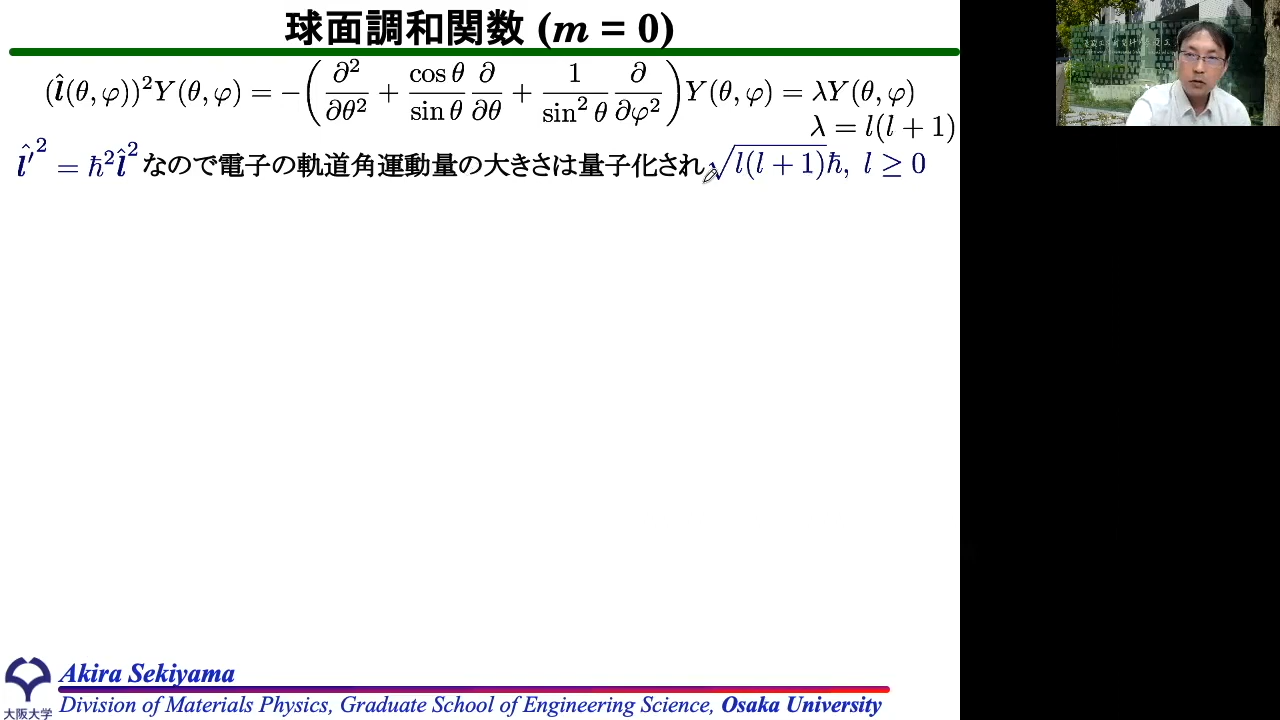 球面調和関数 (m = 0)
(l̂(θ,φ))²Y(θ,φ) = −(∂²/∂θ² + cos θ/sin θ ∂/∂θ + 1/sin² θ ∂/∂φ²)Y(θ,φ) = λY(θ,φ)
λ = l(l + 1)
l̂′² = ℏ²l̂² なので電子の軌道角運動量の大きさは量子化され √l(l + 1)ℏ, l ≥ 0
Akira Sekiyama
大阪大学 Division of Materials Physics, Graduate School of Engineering Science, Osaka University